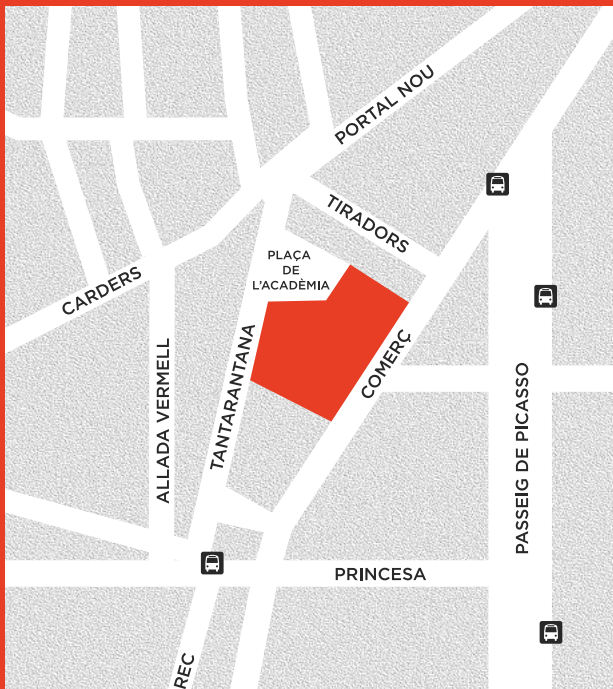 PORTAL NOU
TIRADORS
PLAÇA
DE
L'ACADÈMIA
CARDERS
COMERÇ
TANTARANTANA
ALLADA VERMELL
PASSEIG DE PICASSO
PRINCESA
REC